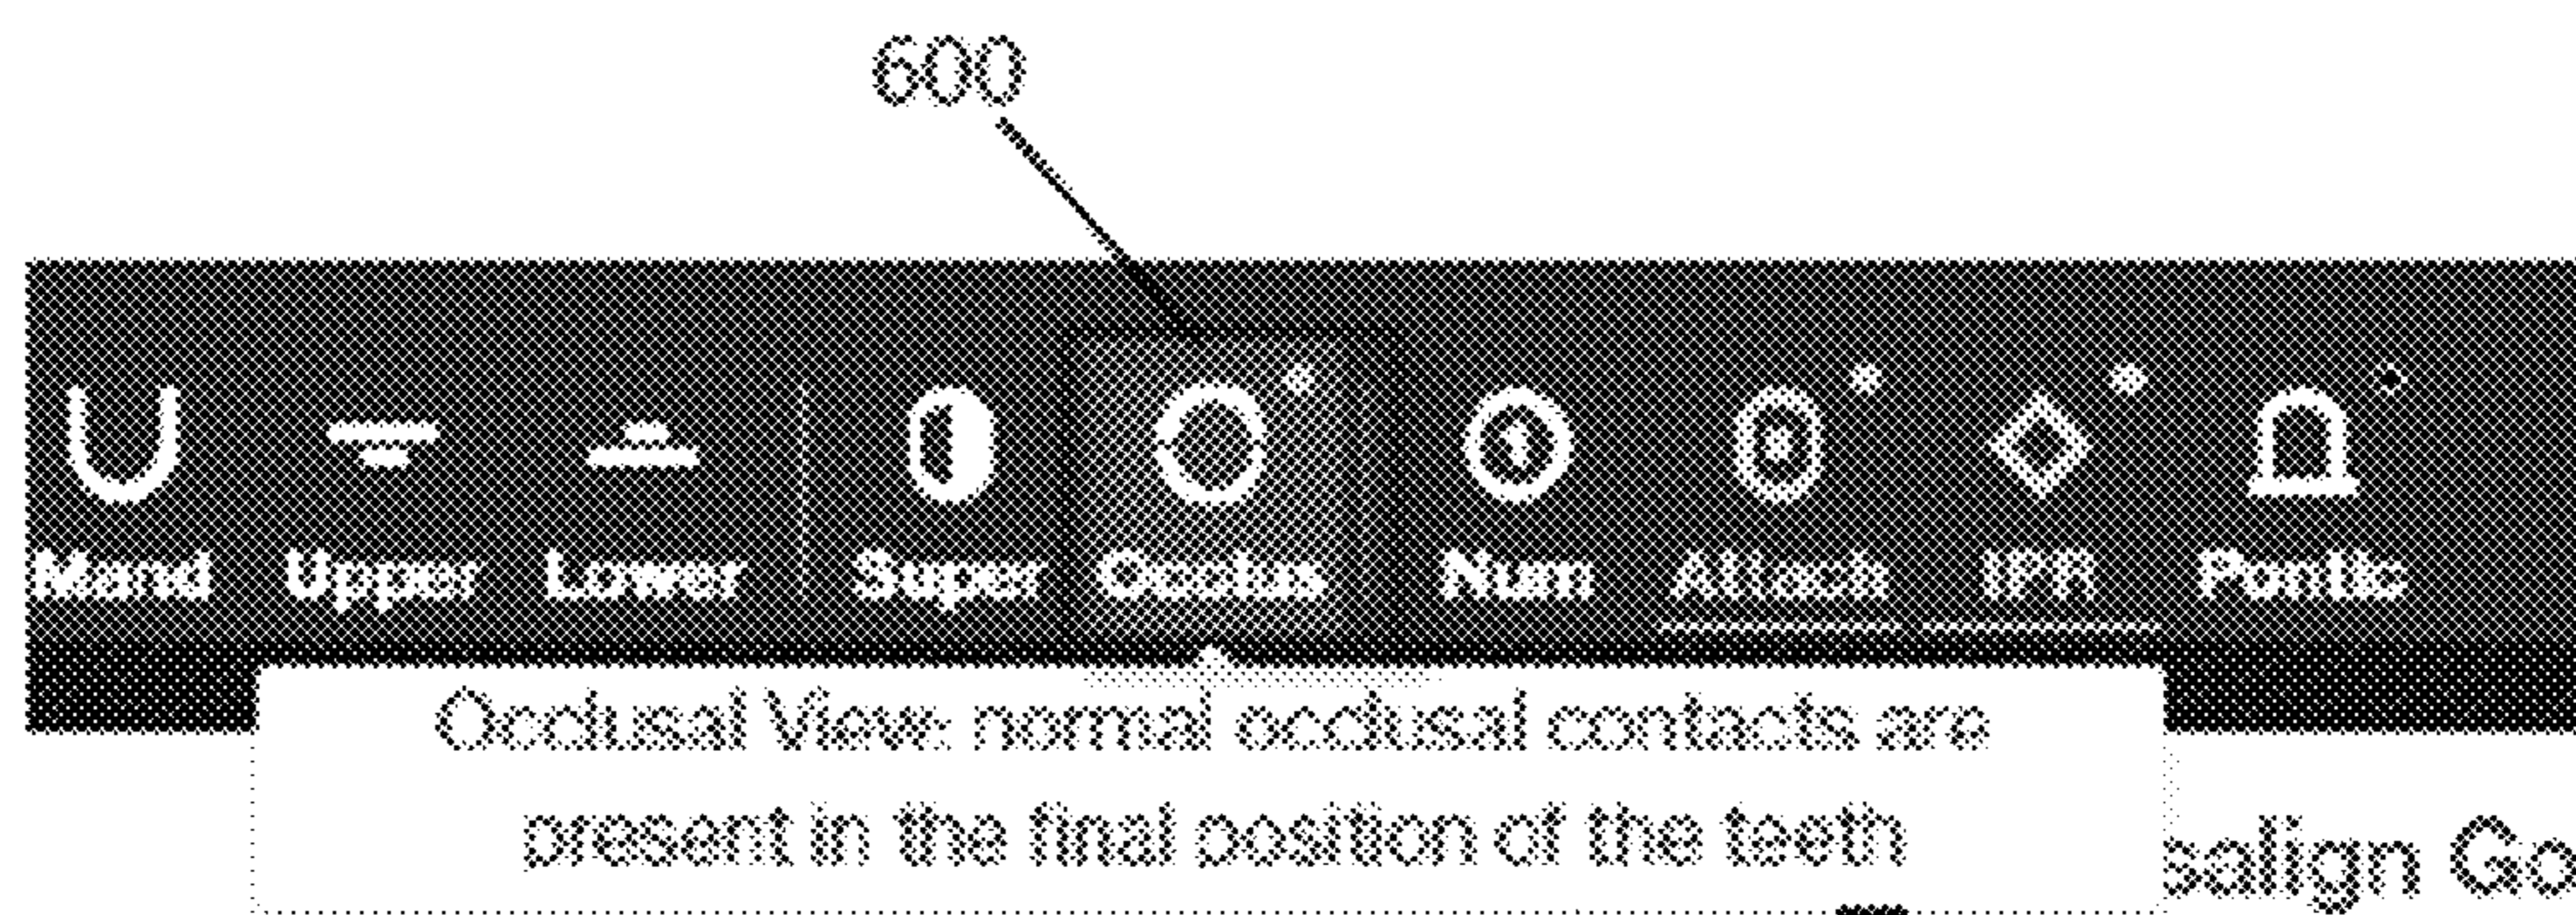 600
Mand Upper Lower Super Occlus Num Attach IPR Pontic
Occlusal View: normal occlusal contacts are
present in the final position of the teeth
salign Go